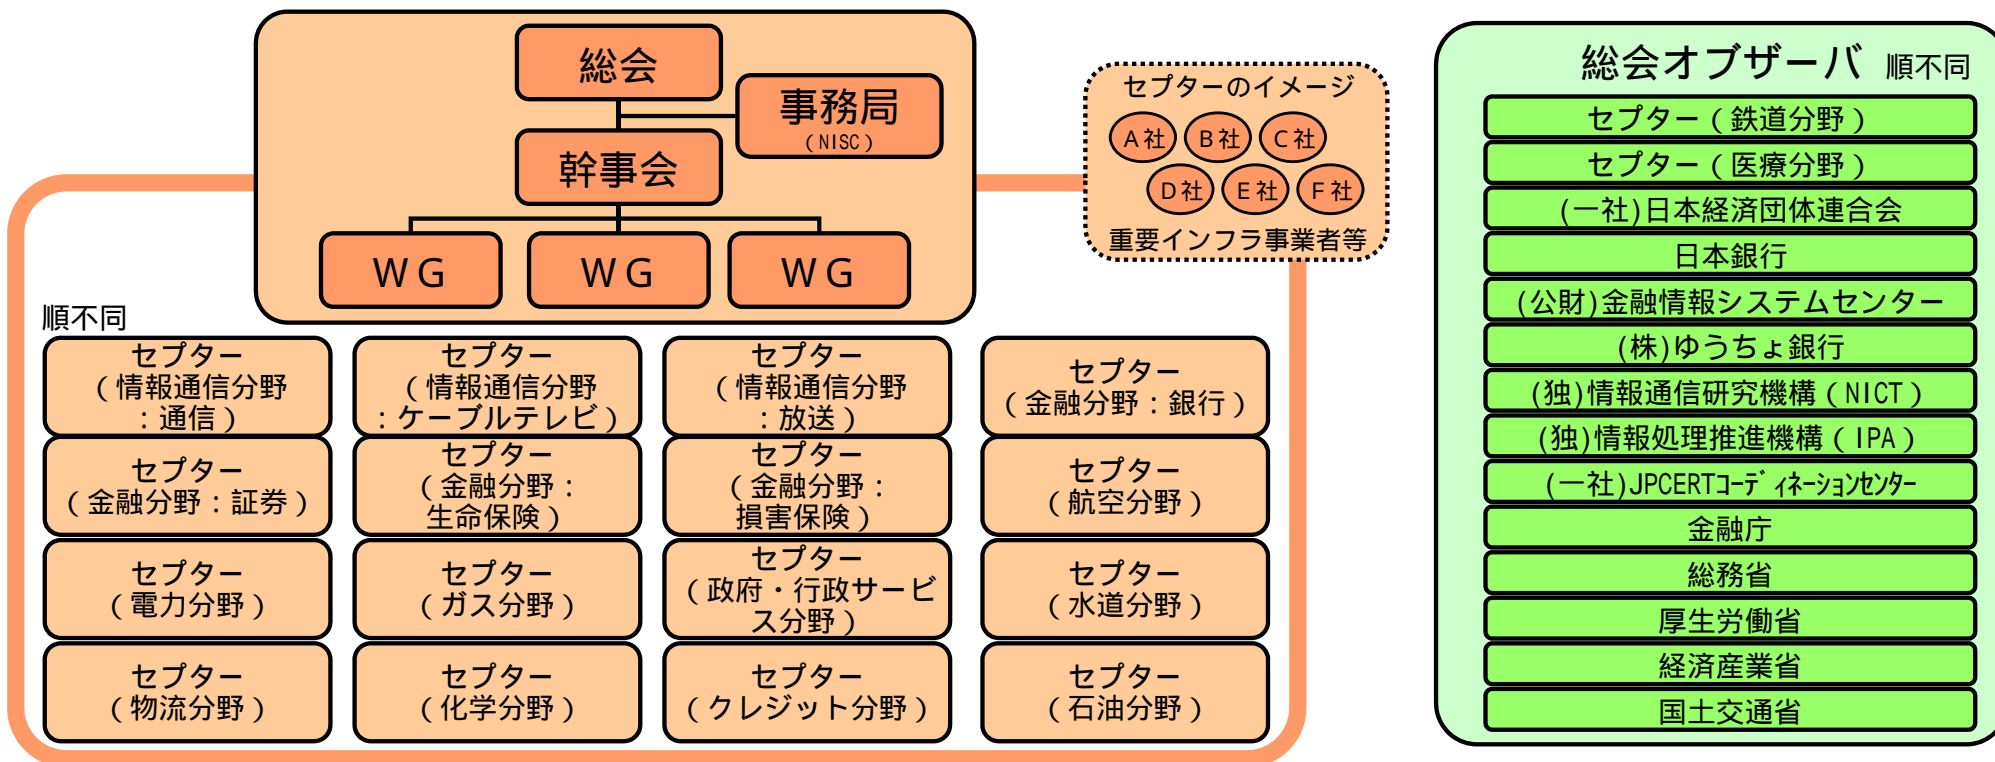 総会
事務局
（NISC）
幹事会
WG
WG
WG
セプターのイメージ
A社
B社
C社
D社
E社
F社
重要インフラ事業者等
順不同
セプター
（情報通信分野
：通信）
セプター
（情報通信分野
：ケーブルテレビ）
セプター
（情報通信分野
：放送）
セプター
（金融分野：銀行）
セプター
（金融分野：証券）
セプター
（金融分野：
生命保険）
セプター
（金融分野：
損害保険）
セプター
（航空分野）
セプター
（電力分野）
セプター
（ガス分野）
セプター
（政府・行政サービ
ス分野）
セプター
（水道分野）
セプター
（物流分野）
セプター
（化学分野）
セプター
（クレジット分野）
セプター
（石油分野）
総会オブザーバ 順不同
セプター（鉄道分野）
セプター（医療分野）
(一社)日本経済団体連合会
日本銀行
(公財)金融情報システムセンター
(株)ゆうちょ銀行
(独)情報通信研究機構（NICT）
(独)情報処理推進機構（IPA）
(一社)JPCERTｺｰﾃﾞｨﾈｰｼｮﾝｾﾝﾀｰ
金融庁
総務省
厚生労働省
経済産業省
国土交通省